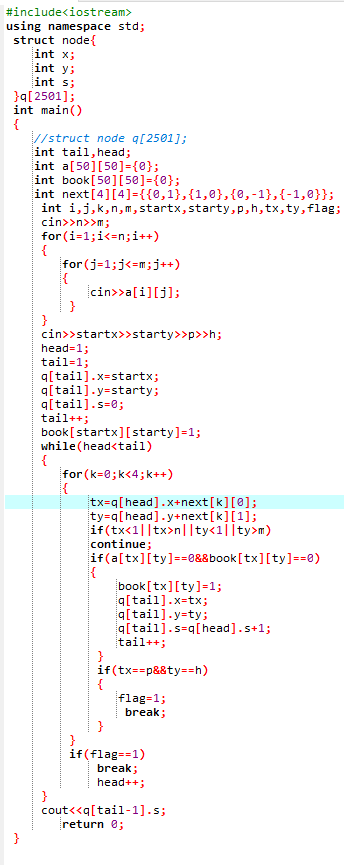 #include<iostream>
using namespace std;
struct node{
int x;
int y;
int s;
}q[2501];
int main()
{
//struct node q[2501];
int tail,head;
int a[50][50]={0};
int book[50][50]={0};
int next[4][4]={{0,1},{1,0},{0,-1},{-1,0}};
int i,j,k,n,m,startx,starty,p,h,tx,ty,flag;
cin>>n>>m;
for(i=1;i<=n;i++)
{
for(j=1;j<=m;j++)
{
cin>>a[i][j];
}
}
cin>>startx>>starty>>p>>h;
head=1;
tail=1;
q[tail].x=startx;
q[tail].y=starty;
q[tail].s=0;
tail++;
book[startx][starty]=1;
while(head<tail)
{
for(k=0;k<4;k++)
{
tx=q[head].x+next[k][0];
ty=q[head].y+next[k][1];
if(tx<1||tx>n||ty<1||ty>m)
continue;
if(a[tx][ty]==0&&book[tx][ty]==0)
{
book[tx][ty]=1;
q[tail].x=tx;
q[tail].y=ty;
q[tail].s=q[head].s+1;
tail++;
}
if(tx==p&&ty==h)
{
flag=1;
break;
}
}
if(flag==1)
break;
head++;
}
cout<<q[tail-1].s;
return 0;
}